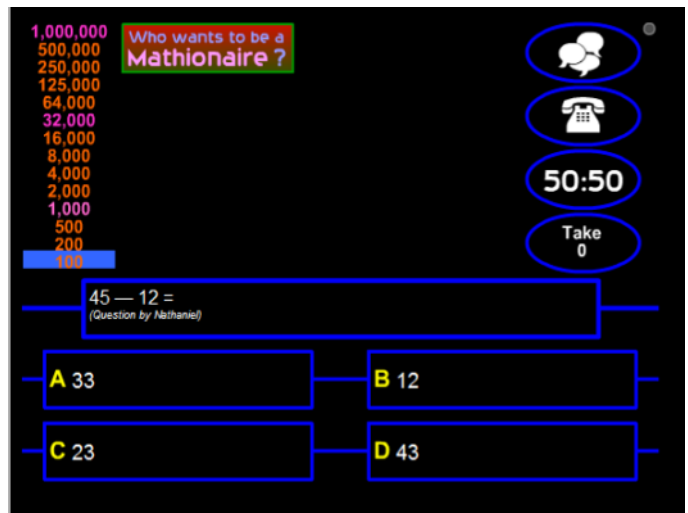 1,000,000
500,000
250,000
125,000
64,000
32,000
16,000
8,000
4,000
2,000
1,000
500
200
100
Who wants to be a
Mathionaire ?
50:50
Take
0
45 — 12 =
(Question by Nathaniel)
A 33
B 12
C 23
D 43